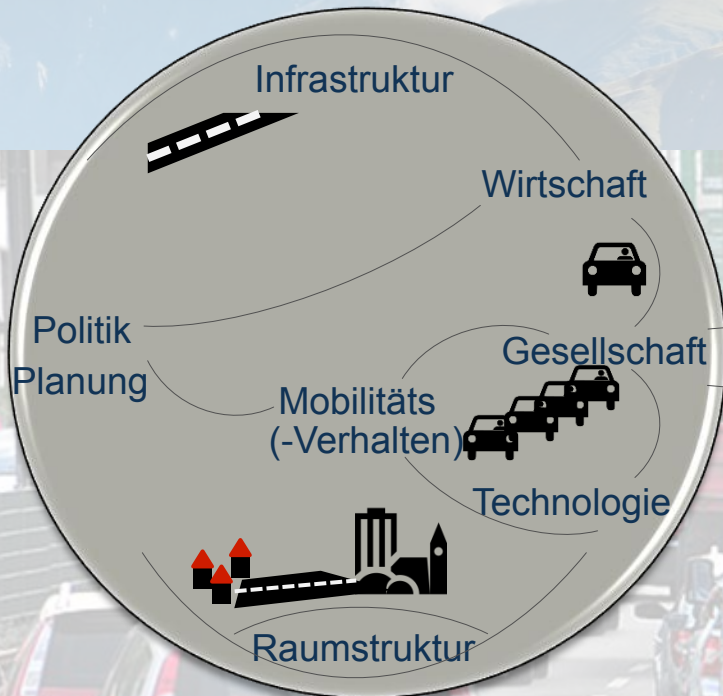 Infrastruktur
Wirtschaft
Politik
Planung
Gesellschaft
Mobilitäts
(-Verhalten)
Technologie
Raumstruktur